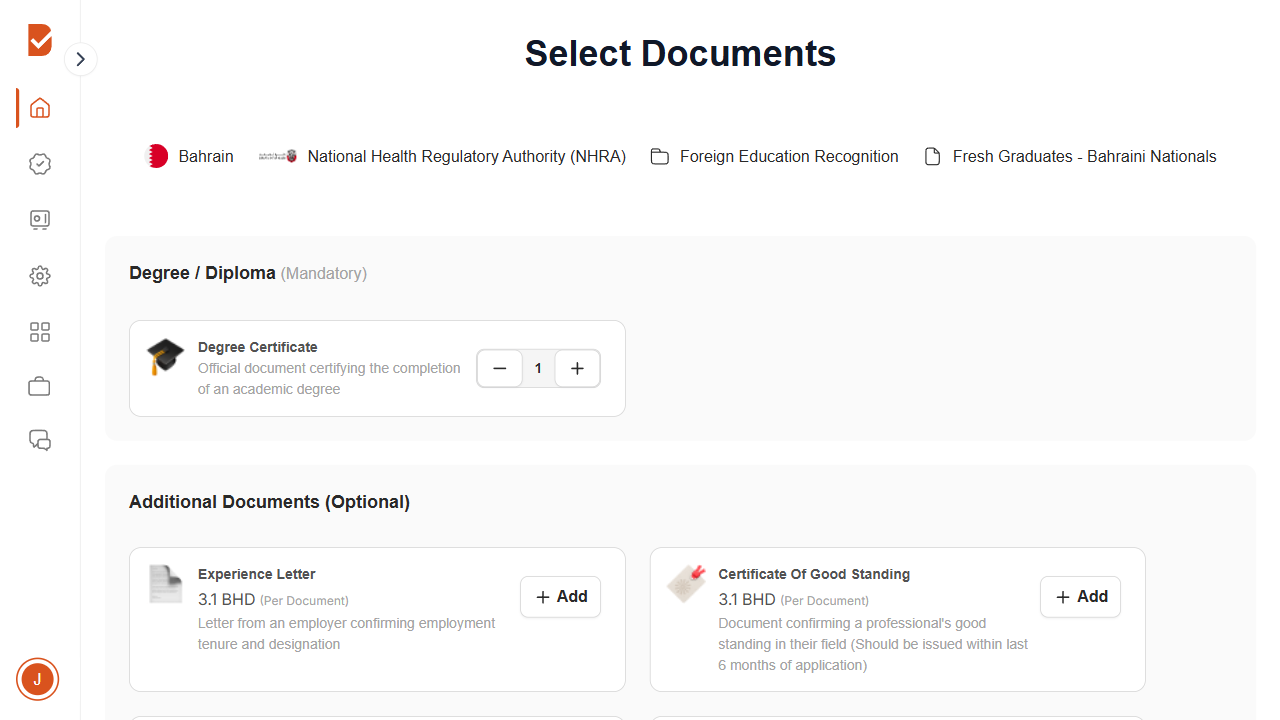 Select Documents
Bahrain
National Health Regulatory Authority (NHRA)
Foreign Education Recognition
Fresh Graduates - Bahraini Nationals
Degree / Diploma (Mandatory)
Degree Certificate
Official document certifying the completion
of an academic degree
1
Additional Documents (Optional)
Experience Letter
3.1 BHD (Per Document)
Letter from an employer confirming employment
tenure and designation
Add
Certificate Of Good Standing
3.1 BHD (Per Document)
Document confirming a professional's good
standing in their field (Should be issued within last
6 months of application)
Add
J